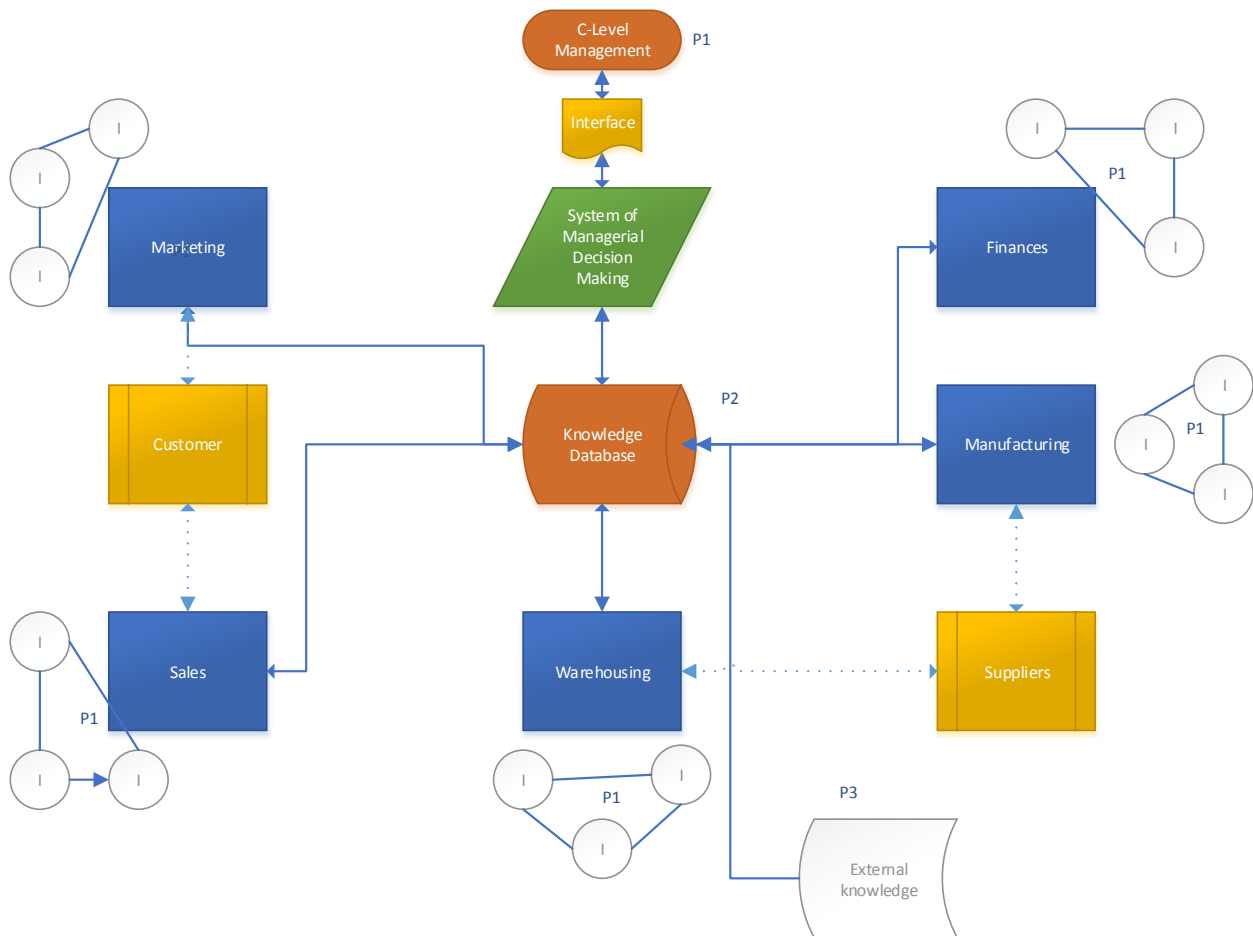 C-Level
Management
P1
Interface
I
I
I
I
P1
I
I
Marketing
P1
System of
Managerial
Decision
Making
Finances
P2
Customer
Knowledge
Database
Manufacturing
I
I
P1
I
I
P1
I
I
Sales
Warehousing
Suppliers
I
P1
I
I
P3
External
knowledge